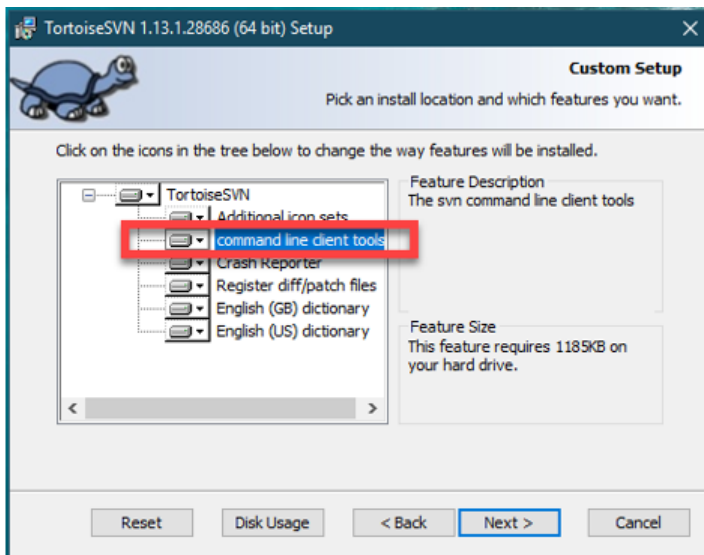 TortoiseSVN 1.13.1.28686 (64 bit) Setup
Custom Setup
Pick an install location and which features you want.
Click on the icons in the tree below to change the way features will be installed.
TortoiseSVN
Additional icon sets
command line client tools
Crash Reporter
Register diff/patch files
English (GB) dictionary
English (US) dictionary
Feature Description
The svn command line client tools
Feature Size
This feature requires 1185KB on
your hard drive.
Reset
Disk Usage
< Back
Next >
Cancel